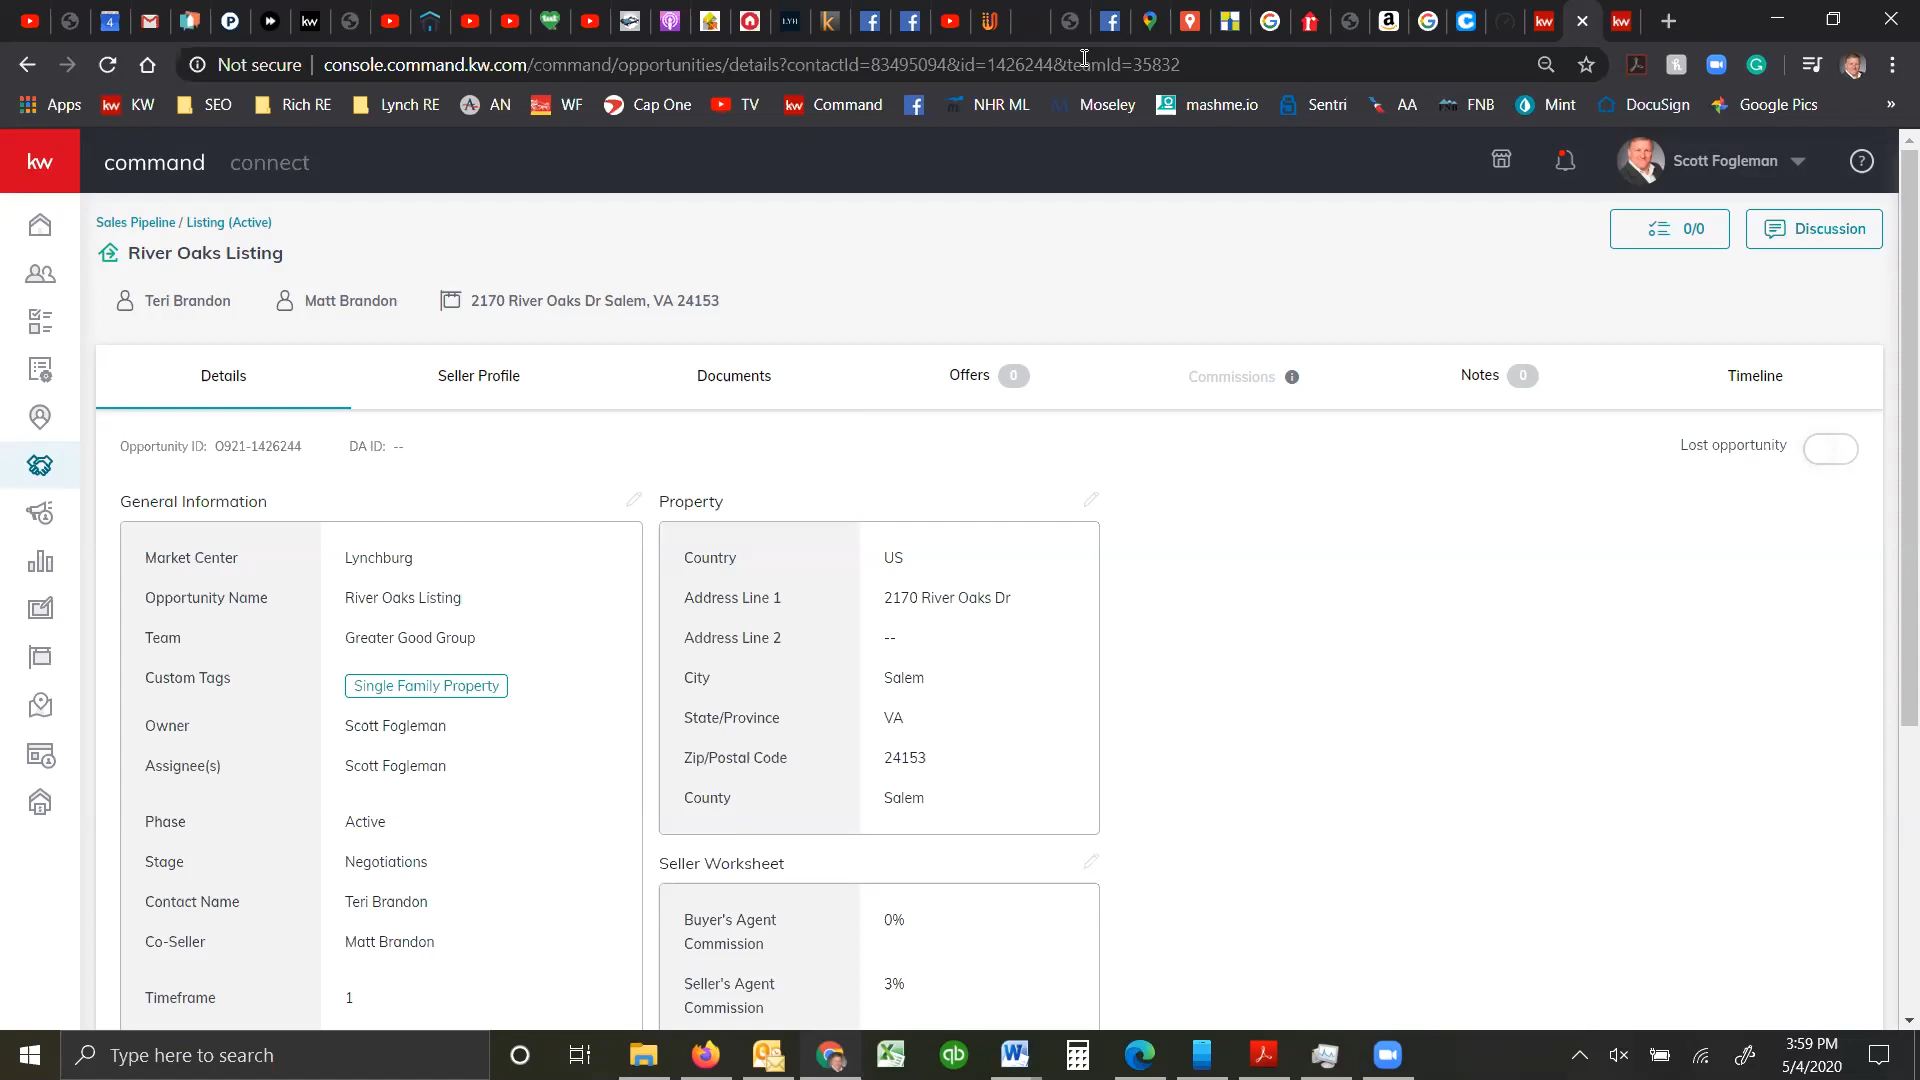 Not secure
console.command.kw.com/command/opportunities/details?contactId=83495094&id=1426244&teamId=35832
Apps
KW
SEO
Rich RE
Lynch RE
AN
WF
Cap One
TV
Command
NHR ML
Moseley
mashme.io
Sentri
AA
FNB
Mint
DocuSign
Google Pics
»
kw
command
connect
Scott Fogleman
Sales Pipeline / Listing (Active)
0/0
Discussion
River Oaks Listing
Teri Brandon
Matt Brandon
2170 River Oaks Dr Salem, VA 24153
Details
Seller Profile
Documents
Offers 0
Commissions
Notes 0
Timeline
Opportunity ID: O921-1426244
DA ID: --
Lost opportunity
General Information
Market Center Lynchburg
Opportunity Name River Oaks Listing
Team Greater Good Group
Custom Tags Single Family Property
Owner Scott Fogleman
Assignee(s) Scott Fogleman
Phase Active
Stage Negotiations
Contact Name Teri Brandon
Co-Seller Matt Brandon
Timeframe 1
Property
Country US
Address Line 1 2170 River Oaks Dr
Address Line 2 --
City Salem
State/Province VA
Zip/Postal Code 24153
County Salem
Seller Worksheet
Buyer's Agent 0%
Commission
Seller's Agent 3%
Commission
Type here to search
3:59 PM
5/4/2020